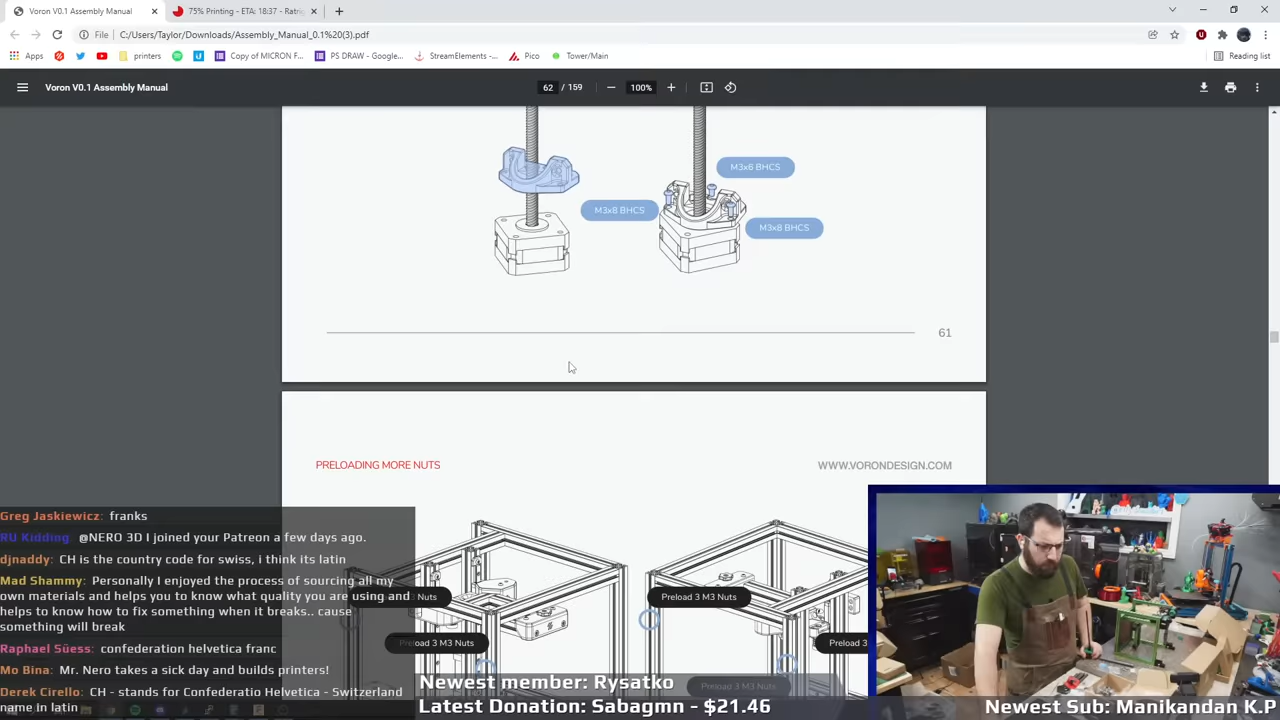 Voron V0.1 Assembly Manual
75% Printing - ETA: 18:37 - Ratrig
File
C:/Users/Taylor/Downloads/Assembly_Manual_0.1%20(3).pdf
Apps
printers
Copy of MICRON F...
PS DRAW - Google...
StreamElements -...
Pico
Tower/Main
Reading list
Voron V0.1 Assembly Manual
62 / 159
100%
M3x6 BHCS
M3x8 BHCS
M3x8 BHCS
61
PRELOADING MORE NUTS
WWW.VORONDESIGN.COM
Nuts
Preload 3 M3 Nuts
Preload 3 M3 Nuts
Preload 3
Preload 3 M3 Nuts
Greg Jaskiewicz: franks
RU Kidding: @NERO 3D I joined your Patreon a few days ago.
djnaddy: CH is the country code for swiss, i think its latin
Mad Shammy: Personally I enjoyed the process of sourcing all my
own materials and helps you to know what quality you are using and
helps to know how to fix something when it breaks.. cause
something will break
Raphael Süess: confederation helvetica franc
Mo Bina: Mr. Nero takes a sick day and builds printers!
Derek Cirello: CH - stands for Confederatio Helvetica - Switzerland
name in latin
Newest member: Rysatko
Latest Donation: Sabagmn - $21.46
Newest Sub: Manikandan K.P